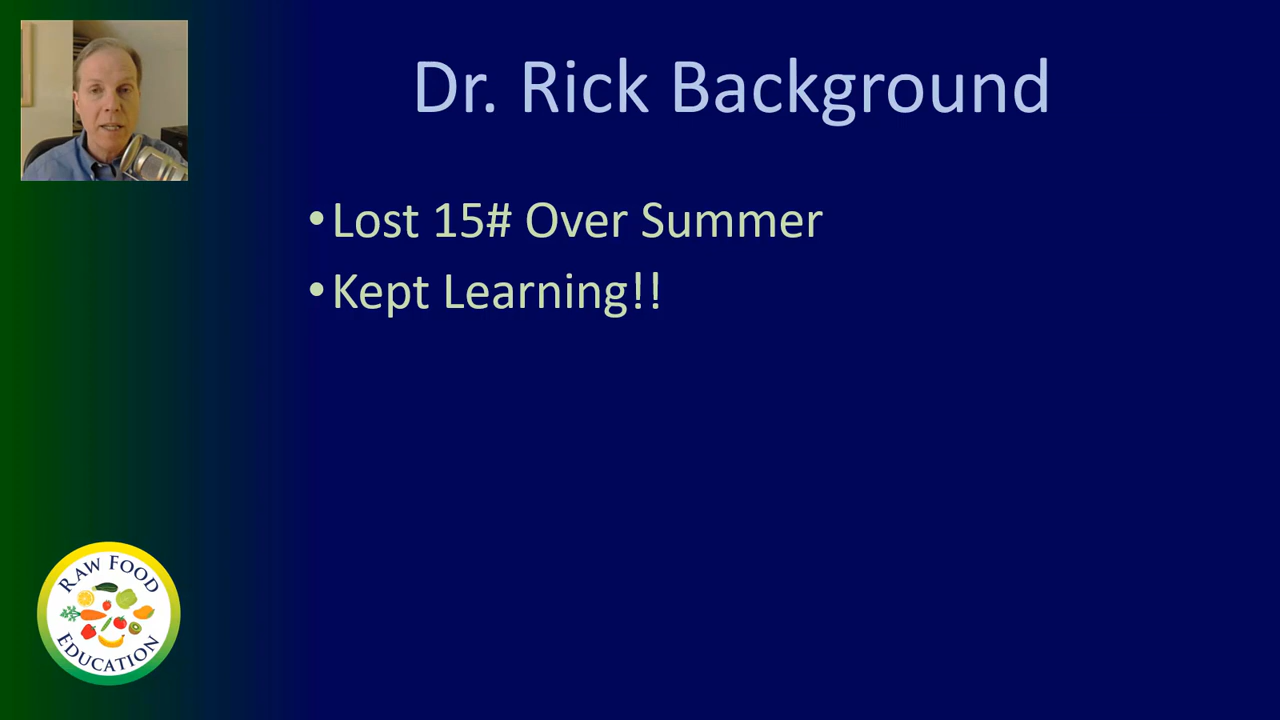 Dr. Rick Background
•Lost 15# Over Summer
•Kept Learning!!
RAW FOOD
EDUCATION